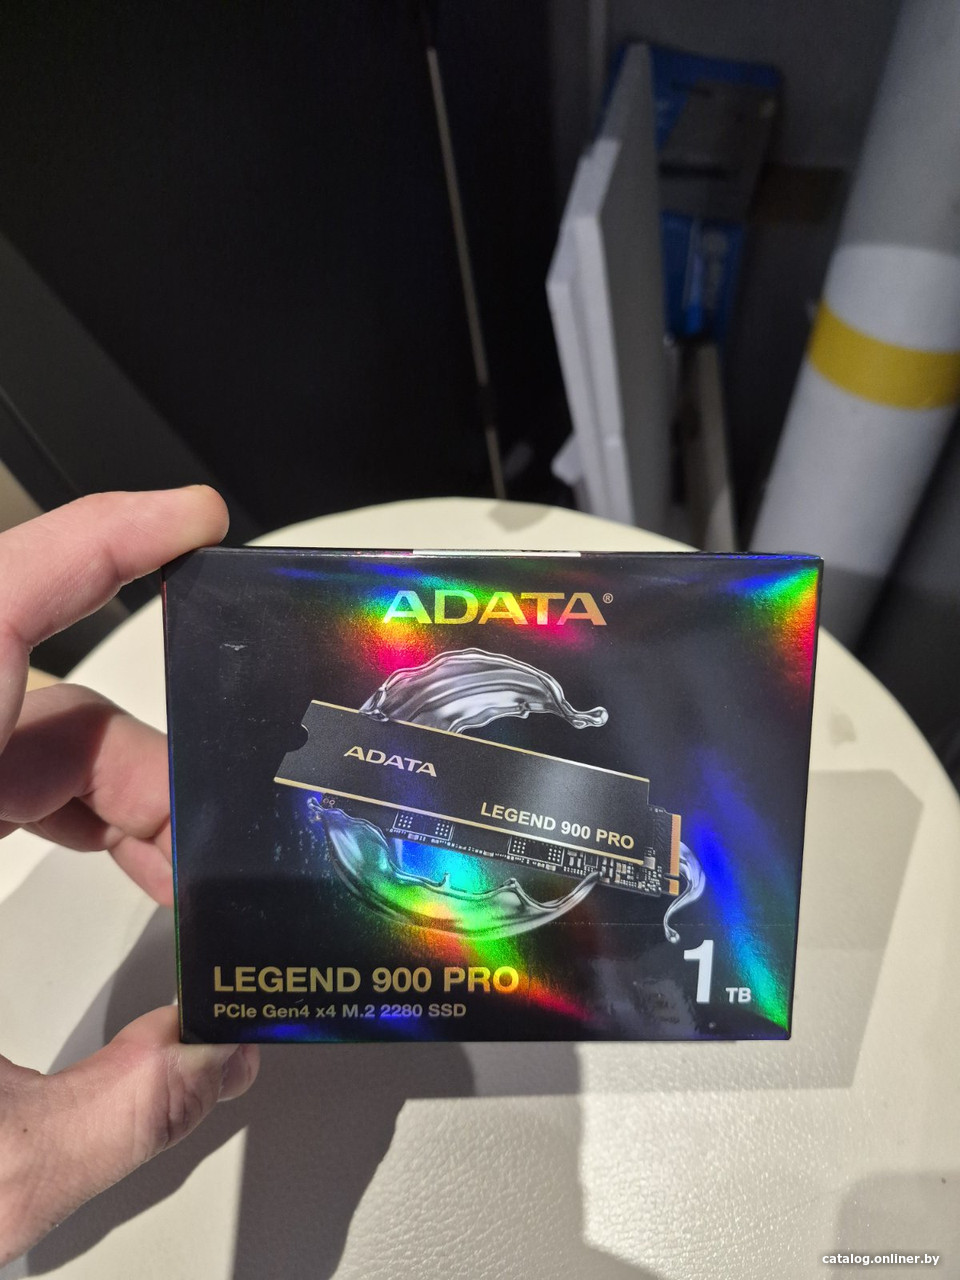 ADATA®
ADATA
LEGEND 900 PRO
LEGEND 900 PRO
PCIe Gen4 x4 M.2 2280 SSD
1 TB
catalog.onliner.by